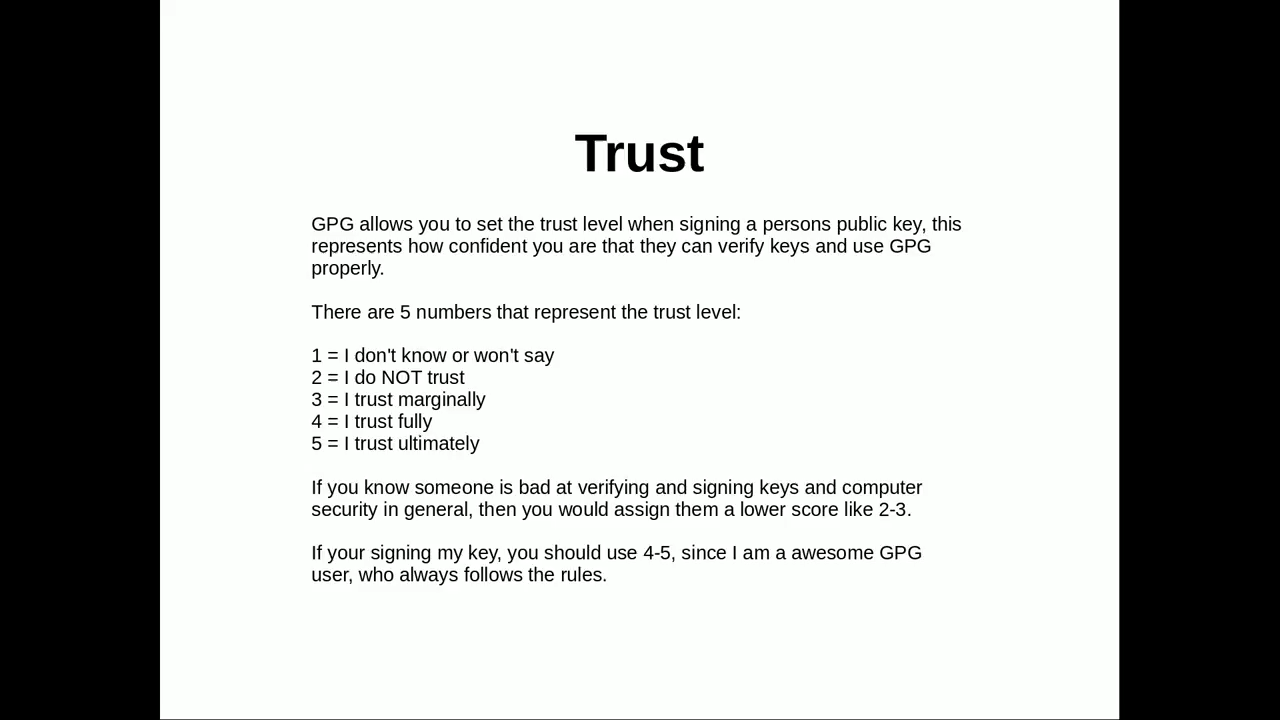 Trust
GPG allows you to set the trust level when signing a persons public key, this
represents how confident you are that they can verify keys and use GPG
properly.
There are 5 numbers that represent the trust level:
1 = I don't know or won't say
2 = I do NOT trust
3 = I trust marginally
4 = I trust fully
5 = I trust ultimately
If you know someone is bad at verifying and signing keys and computer
security in general, then you would assign them a lower score like 2-3.
If your signing my key, you should use 4-5, since I am a awesome GPG
user, who always follows the rules.